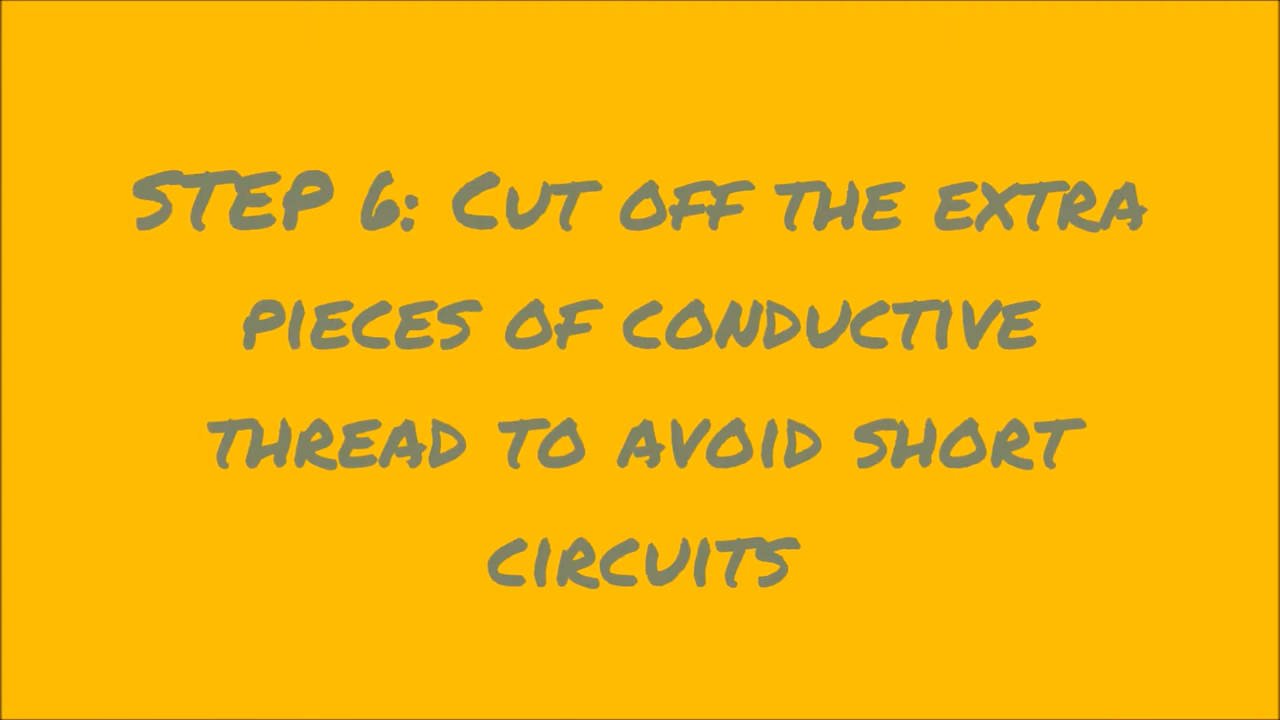 STEP 6: Cut off the extra
pieces of conductive
thread to avoid short
circuits